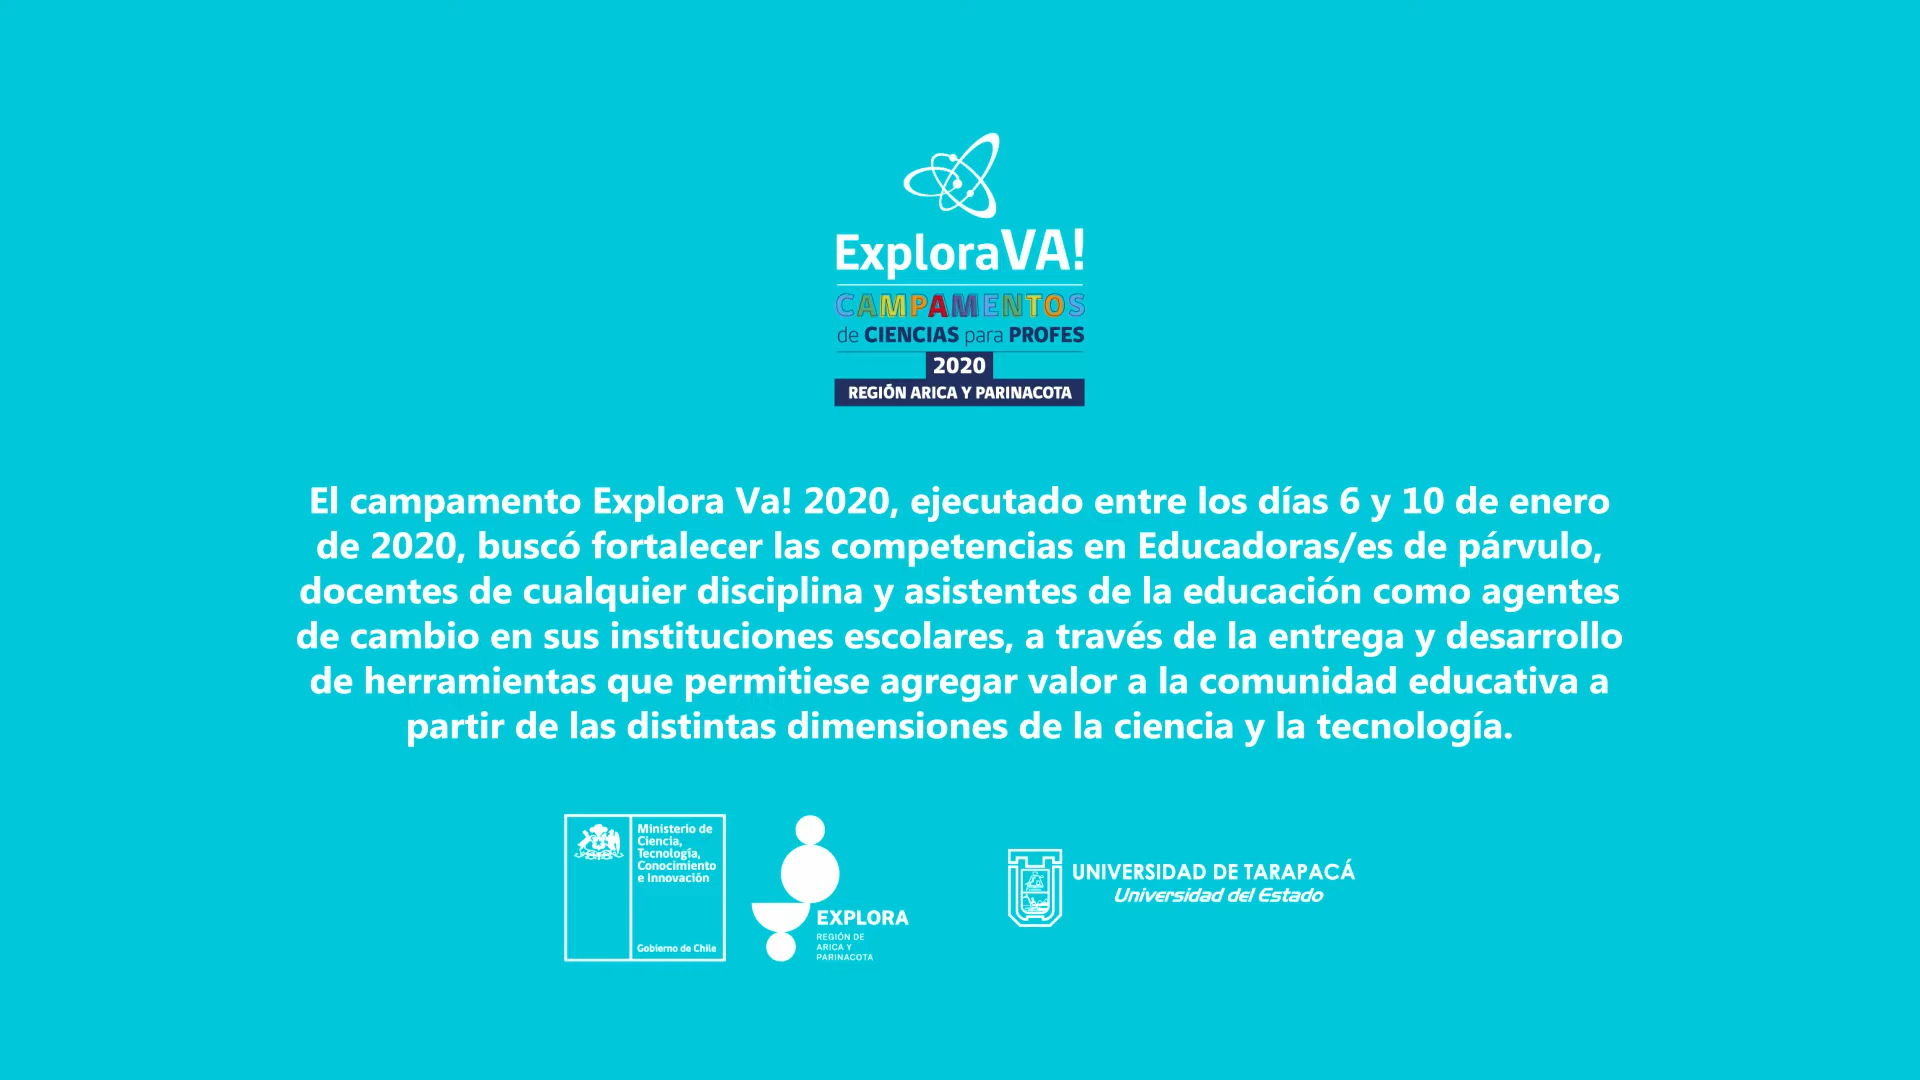 ExploraVA!
CAMPAMENTOS
de CIENCIAS para PROFES
2020
REGIÓN ARICA Y PARINACOTA
El campamento Explora Va! 2020, ejecutado entre los días 6 y 10 de enero
de 2020, buscó fortalecer las competencias en Educadoras/es de párvulo,
docentes de cualquier disciplina y asistentes de la educación como agentes
de cambio en sus instituciones escolares, a través de la entrega y desarrollo
de herramientas que permitiese agregar valor a la comunidad educativa a
partir de las distintas dimensiones de la ciencia y la tecnología.
Ministerio de
Ciencia,
Tecnología,
Conocimiento
e Innovación
Gobierno de Chile
EXPLORA
REGIÓN DE
ARICA Y
PARINACOTA
UNIVERSIDAD DE TARAPACÁ
Universidad del Estado